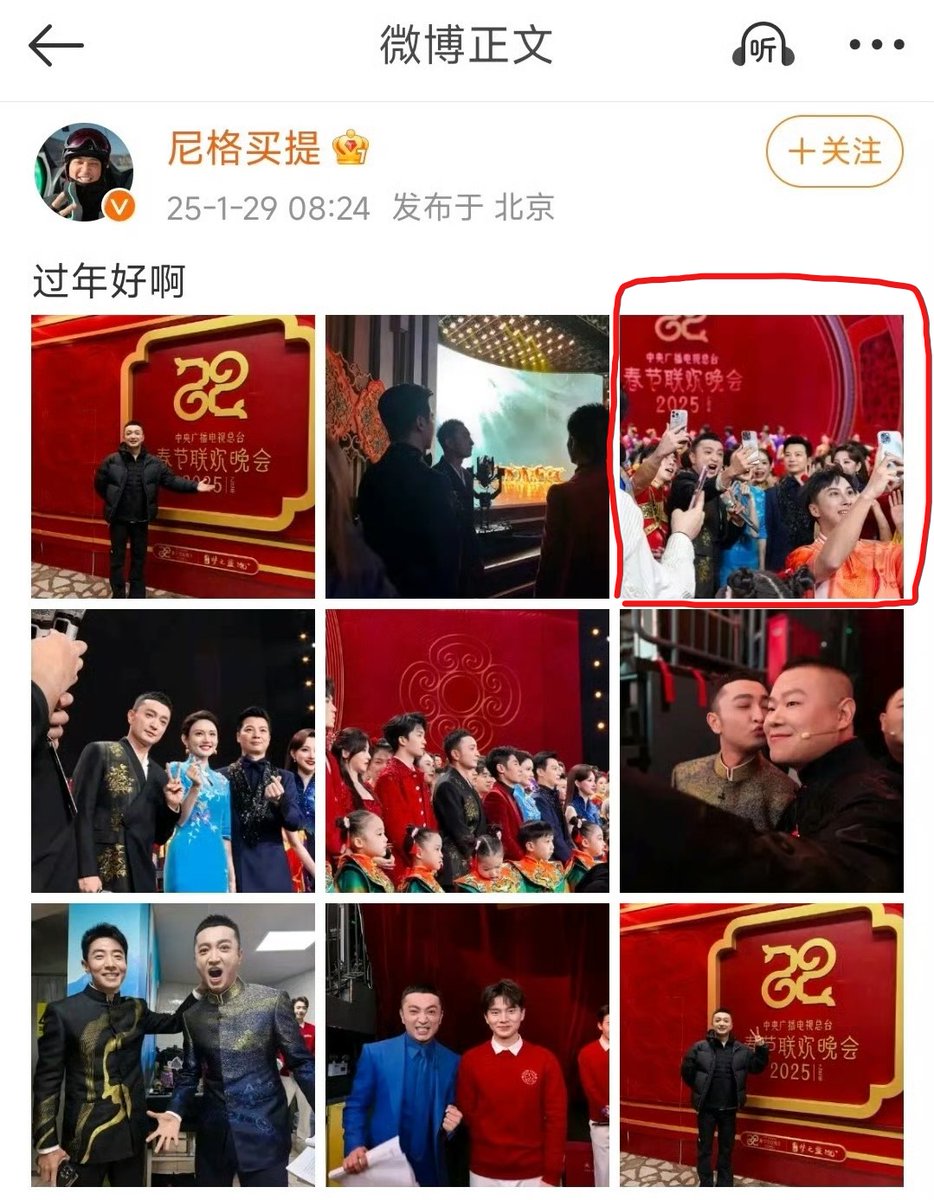 微博正文
听
尼格买提
+关注
25-1-29 08:24 发布于 北京
过年好啊
中央广播电视总台
春节联欢晚会
2025
中央广播电视总台
春节联欢晚会
2025
中央广播电视总台
春节联欢晚会
2025